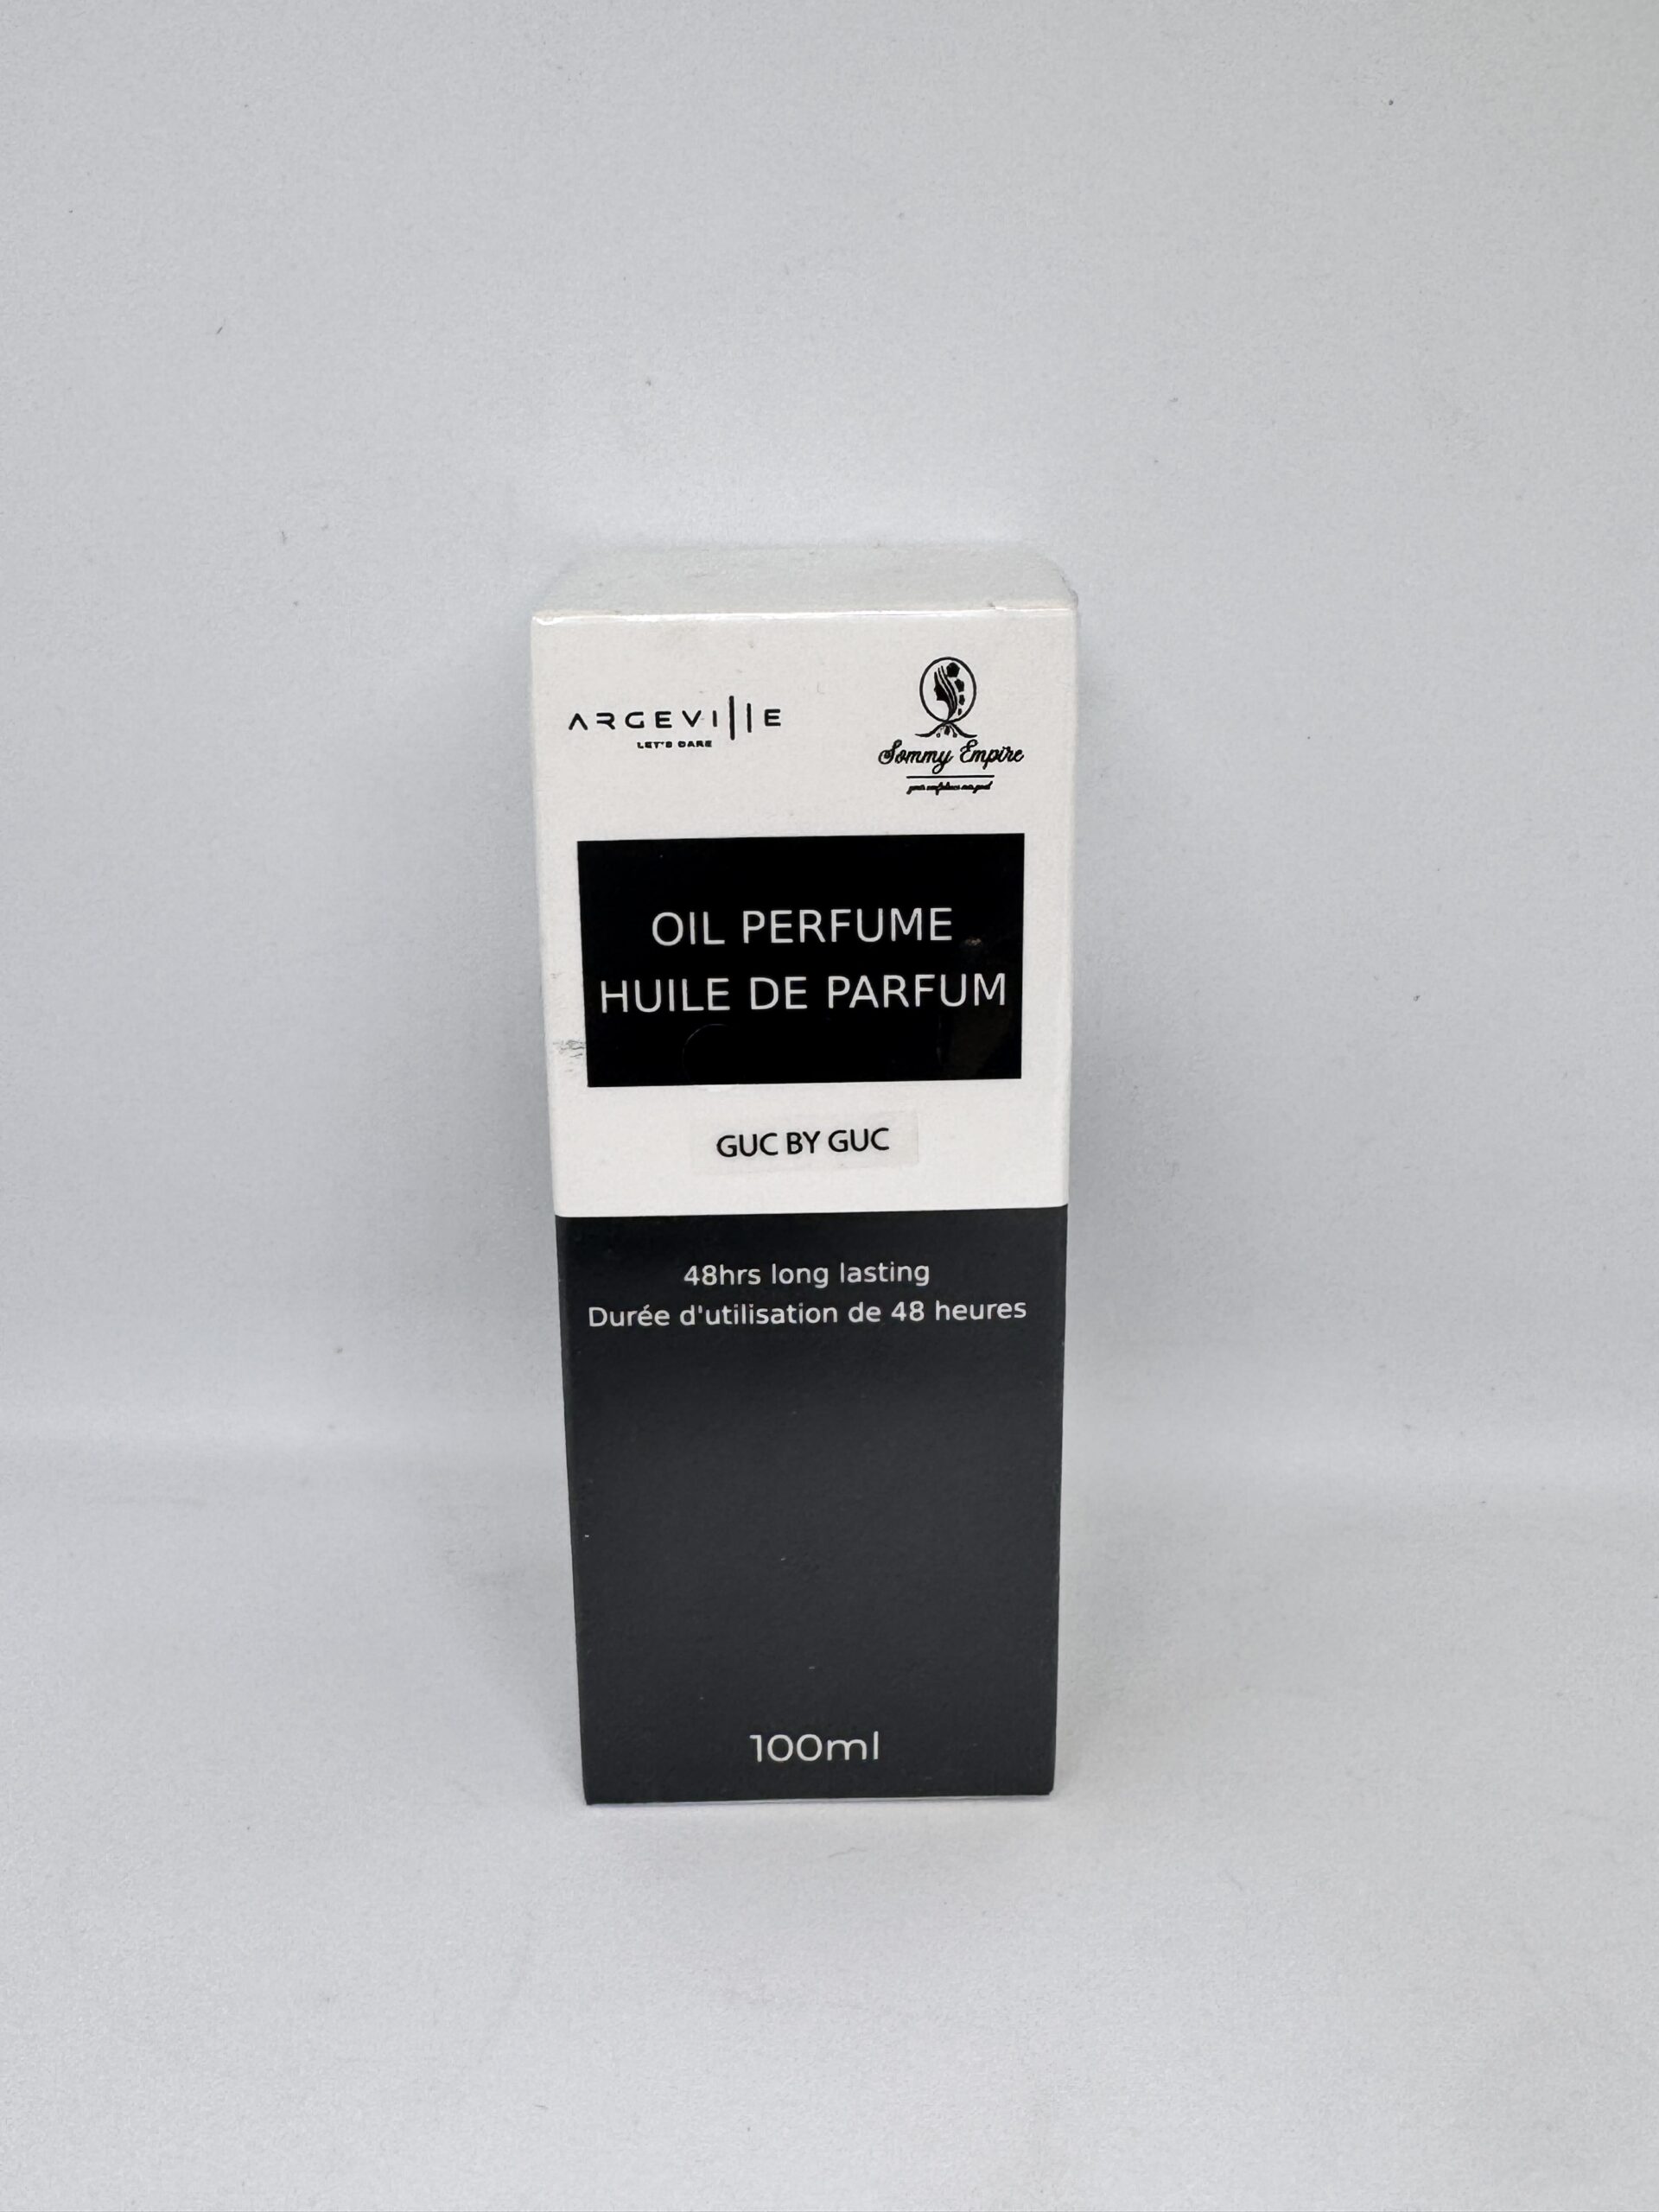 ARGEVIllE
LET'S DARE
Sommy Empire
OIL PERFUME
HUILE DE PARFUM
GUC BY GUC
48hrs long lasting
Durée d'utilisation de 48 heures
100ml